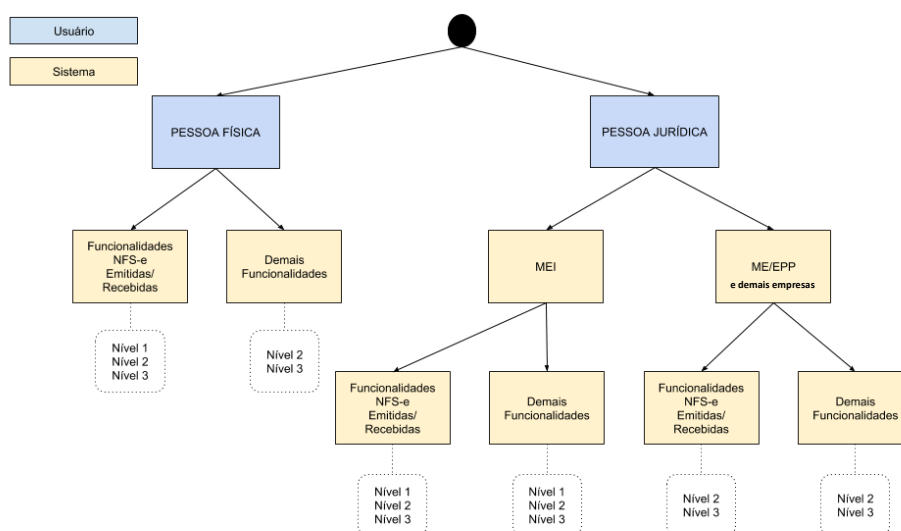 Usuário
Sistema
PESSOA FÍSICA
PESSOA JURÍDICA
Funcionalidades
NFS-e
Emitidas/
Recebidas
Demais
Funcionalidades
MEI
ME/EPP
e demais empresas
Nível 1
Nível 2
Nível 3
Nível 2
Nível 3
Funcionalidades
NFS-e
Emitidas/
Recebidas
Demais
Funcionalidades
Funcionalidades
NFS-e
Emitidas/
Recebidas
Demais
Funcionalidades
Nível 1
Nível 2
Nível 3
Nível 1
Nível 2
Nível 3
Nível 2
Nível 3
Nível 2
Nível 3